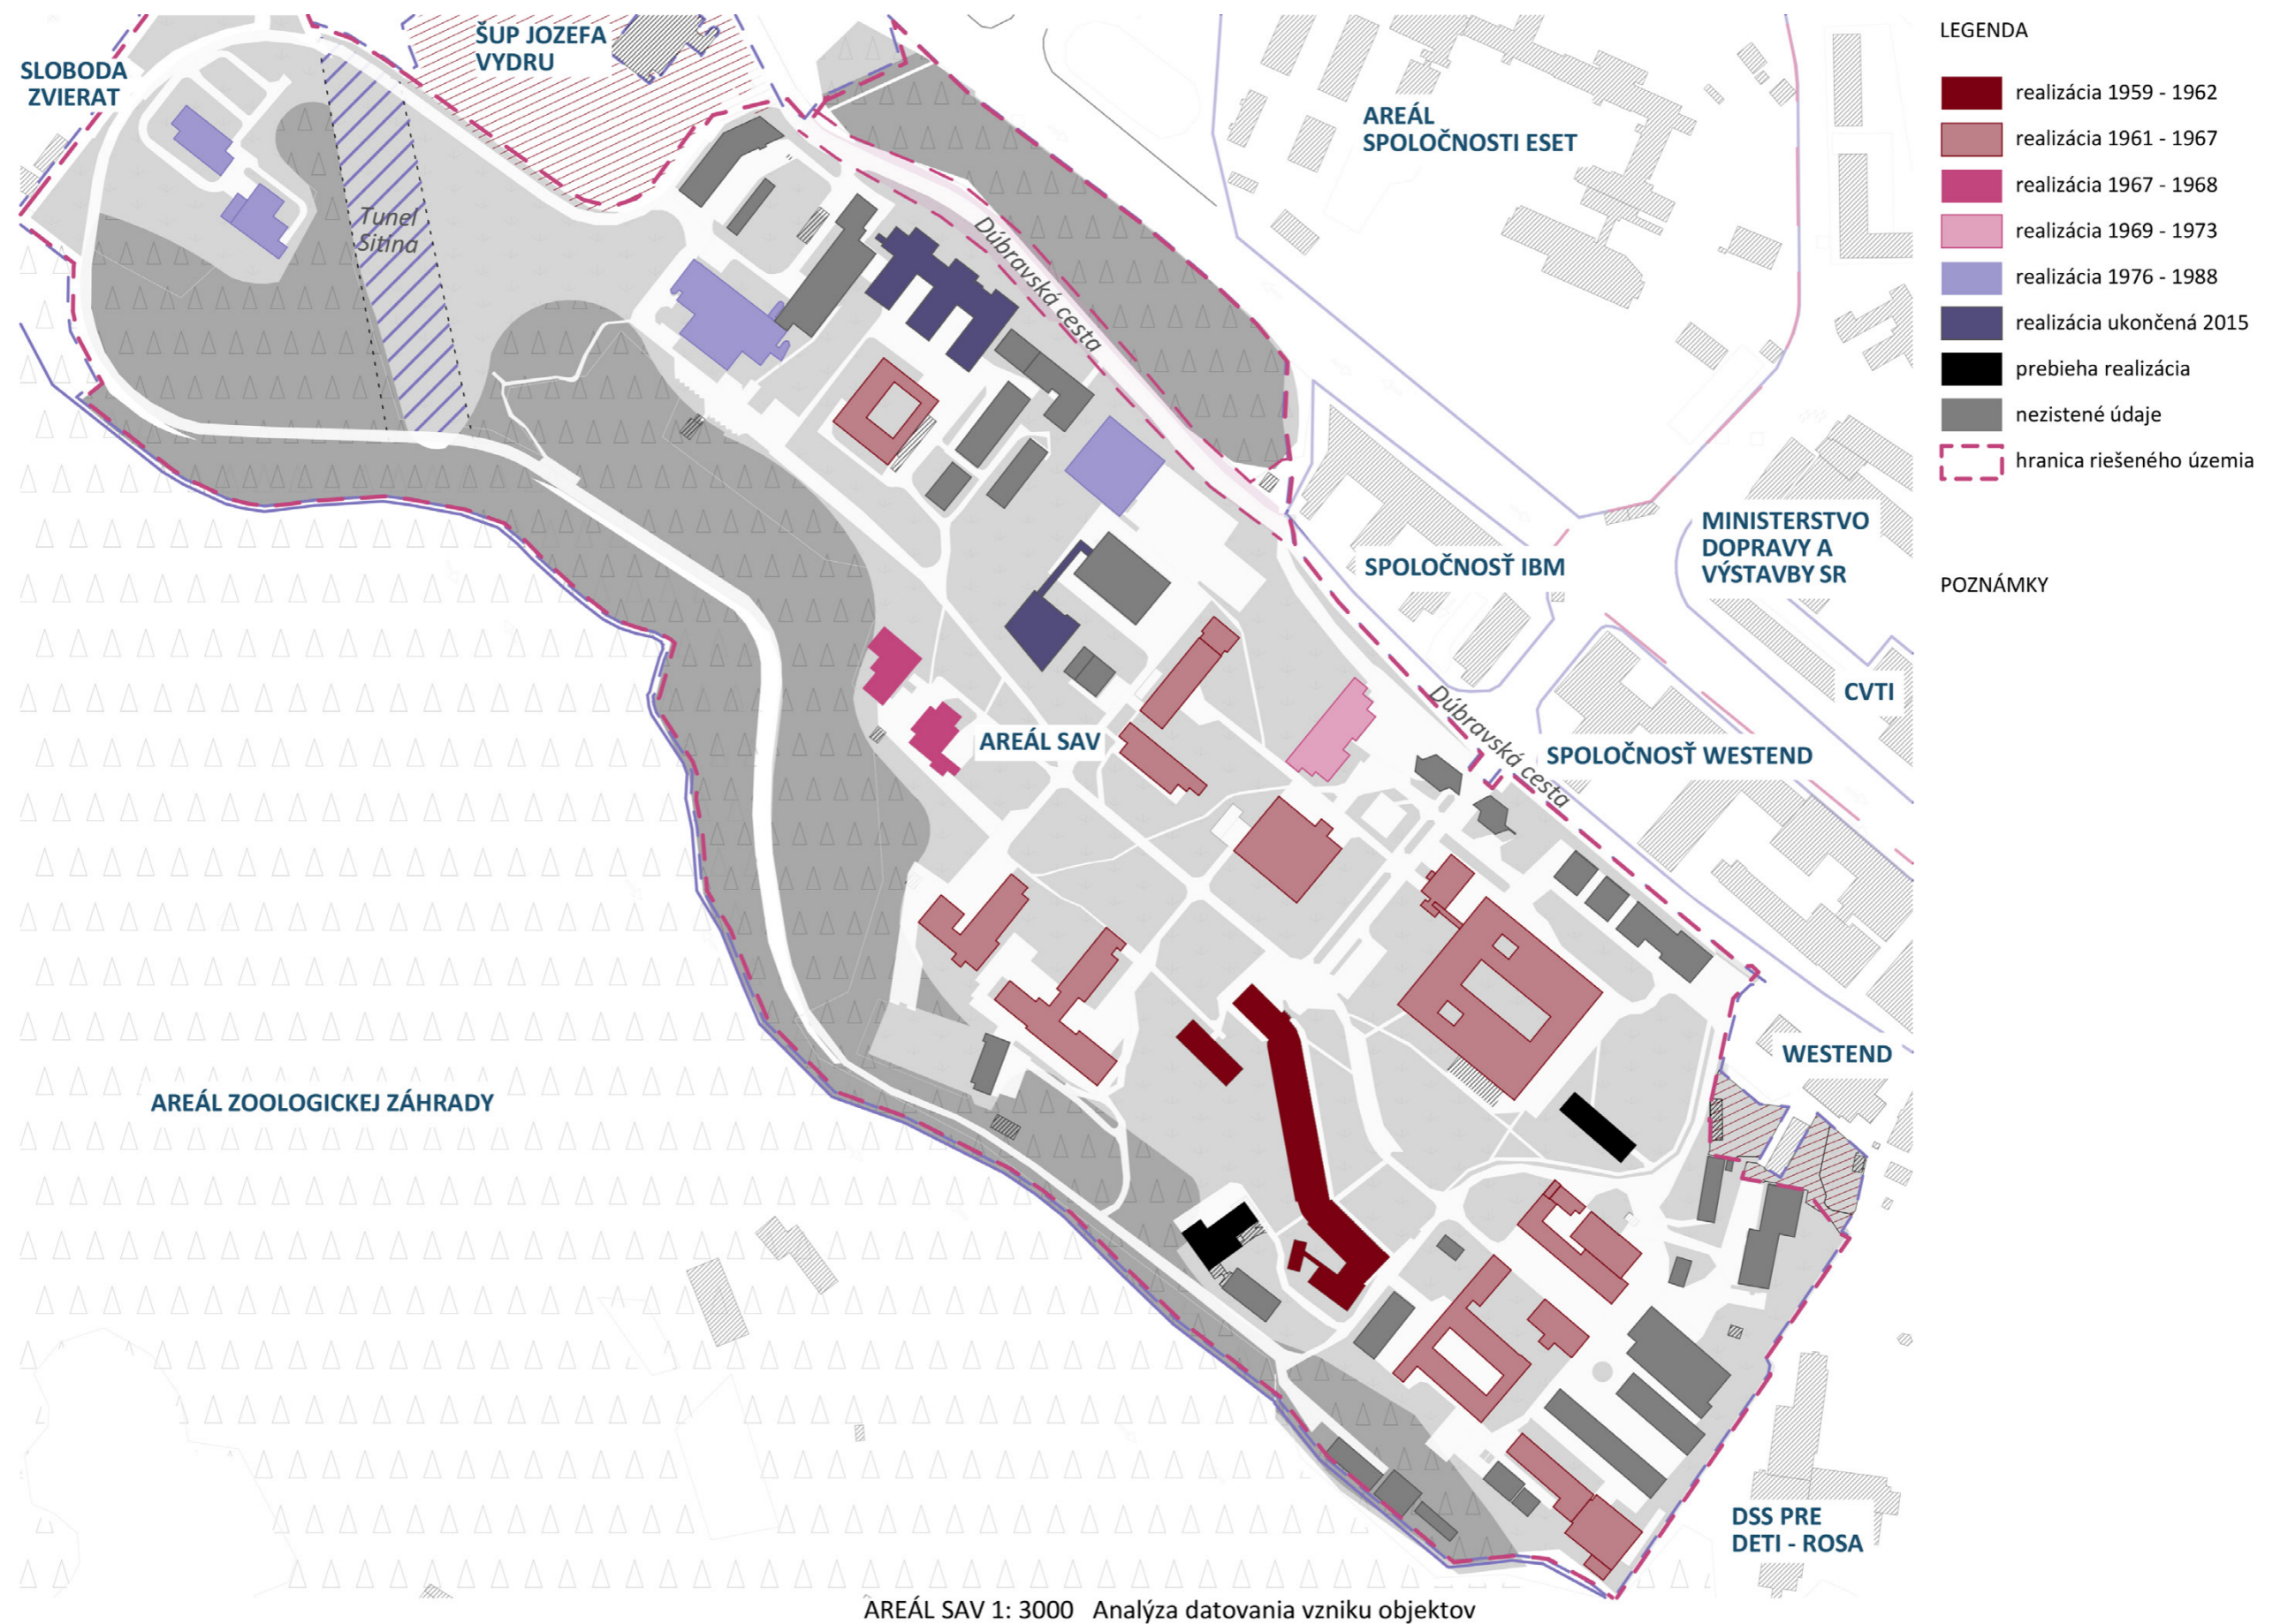 ŠUP JOZEFA
VYDRU
SLOBODA
ZVIERAT
AREÁL
SPOLOČNOSTI ESET
Tunel
Sitina
Dúbravská cesta
MINISTERSTVO
DOPRAVY A
VÝSTAVBY SR
SPOLOČNOSŤ IBM
CVTI
AREÁL SAV
Dúbravská cesta
SPOLOČNOSŤ WESTEND
WESTEND
AREÁL ZOOLOGICKEJ ZÁHRADY
DSS PRE
DETI - ROSA
LEGENDA
realizácia 1959 - 1962
realizácia 1961 - 1967
realizácia 1967 - 1968
realizácia 1969 - 1973
realizácia 1976 - 1988
realizácia ukončená 2015
prebieha realizácia
nezistené údaje
hranica riešeného územia
POZNÁMKY
AREÁL SAV 1: 3000 Analýza datovania vzniku objektov